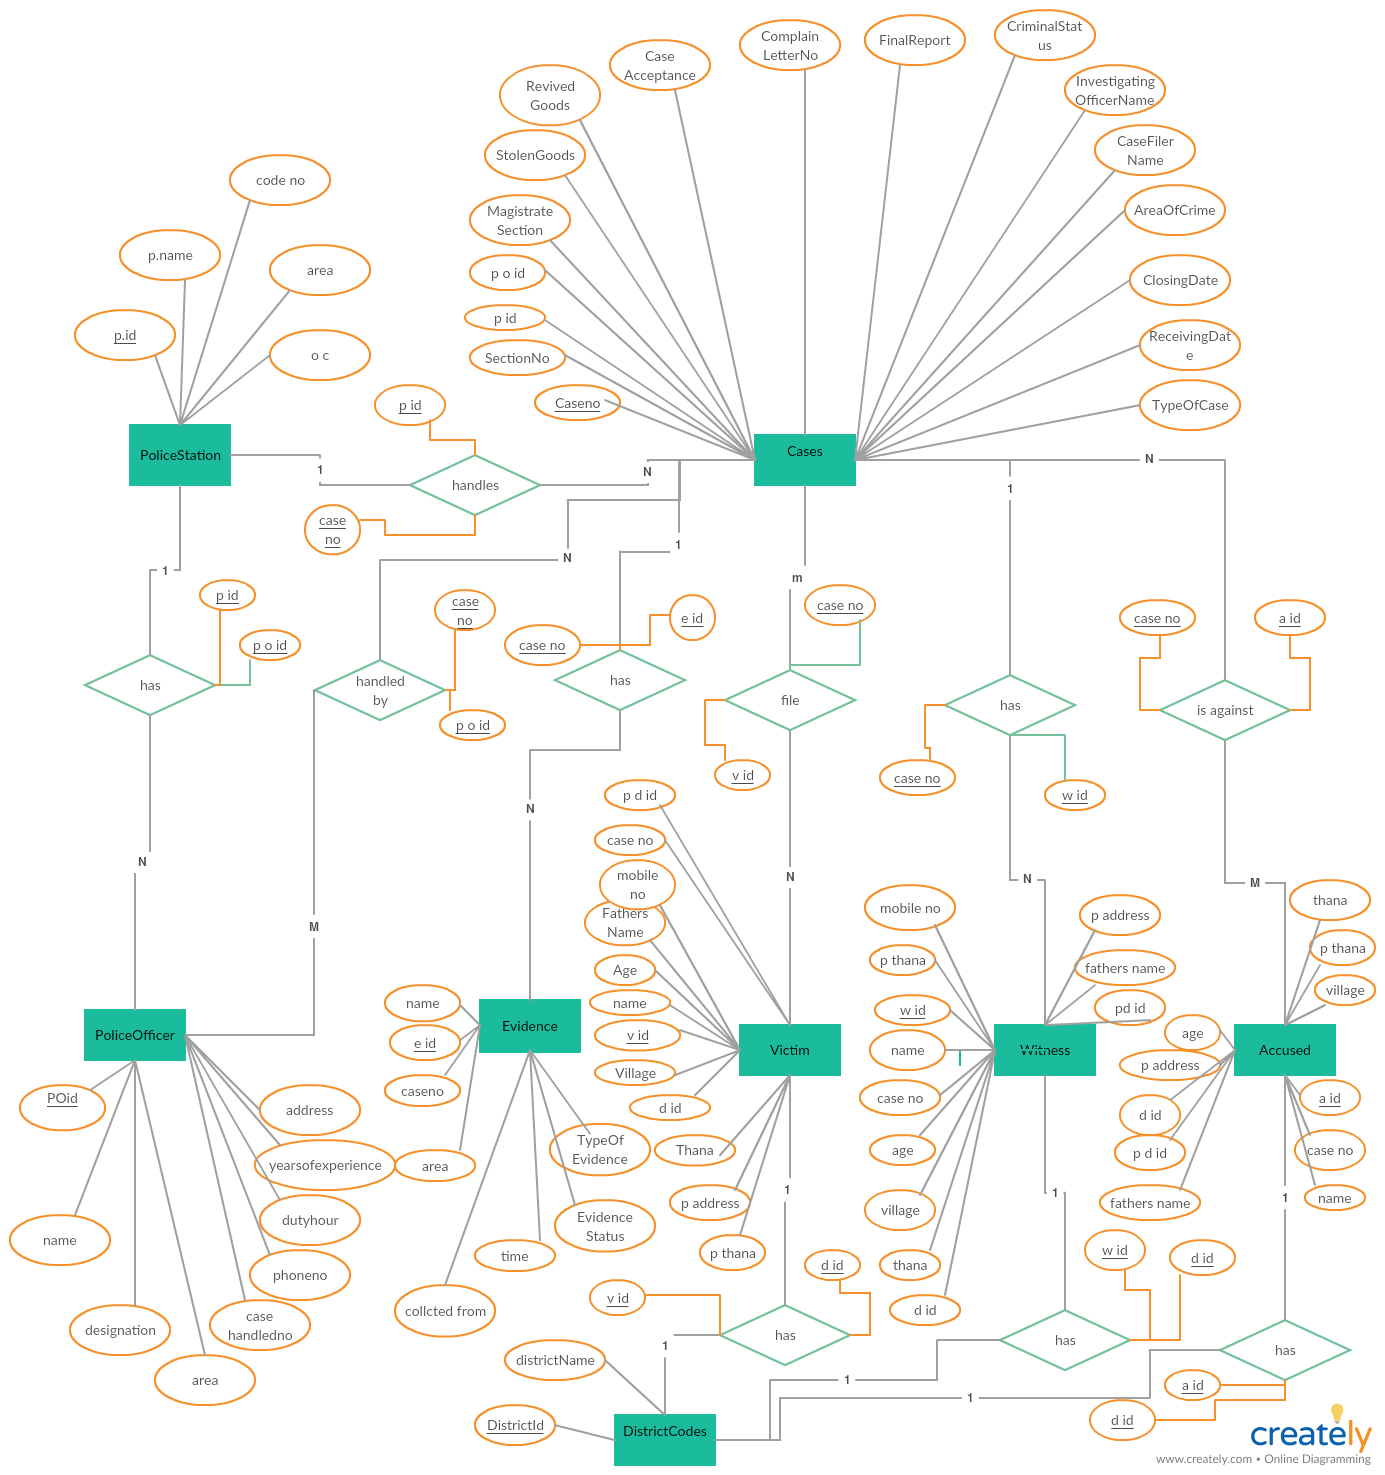 CriminalStat
us
Complain
LetterNo
FinalReport
Case
Acceptance
Investigating
OfficerName
Revived
Goods
CaseFiler
Name
StolenGoods
code no
Magistrate
Section
AreaOfCrime
p.name
area
p o id
ClosingDate
p id
p.id
o c
SectionNo
ReceivingDat
e
Caseno
TypeOfCase
p id
PoliceStation
Cases
1
handles
N
N
1
case
no
1
N
1
m
p id
case
no
e id
case no
case no
a id
p o id
case no
has
handled
by
has
file
has
is against
p o id
v id
case no
w id
p d id
N
case no
N
mobile
no
N
N
M
M
Fathers
Name
mobile no
p address
thana
p thana
Age
p thana
fathers name
village
name
name
w id
pd id
PoliceOfficer
Evidence
e id
v id
Victim
name
Witness
age
Accused
p address
POid
caseno
Village
case no
a id
address
d id
d id
yearsofexperience
area
TypeOf
Evidence
Thana
age
p d id
case no
name
dutyhour
Evidence
Status
p address
1
village
1
fathers name
name
1
phoneno
time
p thana
thana
w id
d id
d id
designation
case
handledno
collcted from
v id
d id
has
has
has
area
districtName
1
1
1
a id
DistrictId
DistrictCodes
d id
creately
www.creately.com • Online Diagramming